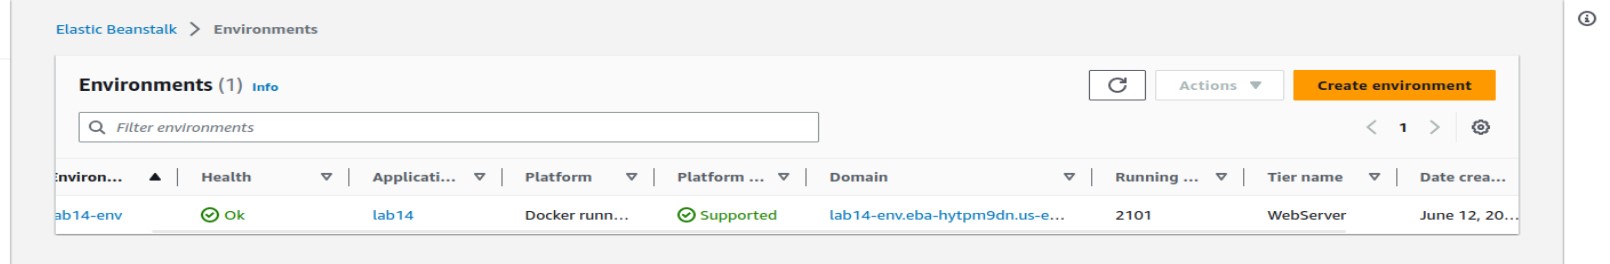 Elastic Beanstalk > Environments
Environments (1) Info
Actions Create environment
Filter environments
1
Environ... Health Applicati... Platform Platform ... Domain Running ... Tier name Date crea...
ab14-env Ok lab14 Docker runn... Supported lab14-env.eba-hytpm9dn.us-e... 2101 WebServer June 12, 20...